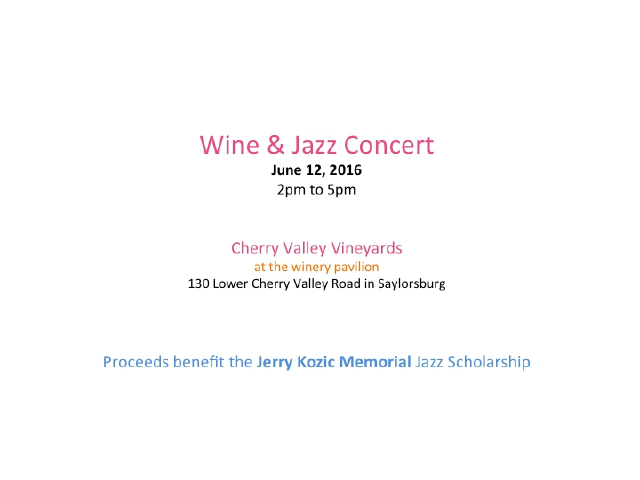 Wine & Jazz Concert
June 12, 2016
2pm to 5pm
Cherry Valley Vineyards
at the winery pavilion
130 Lower Cherry Valley Road in Saylorsburg
Proceeds benefit the Jerry Kozic Memorial Jazz Scholarship